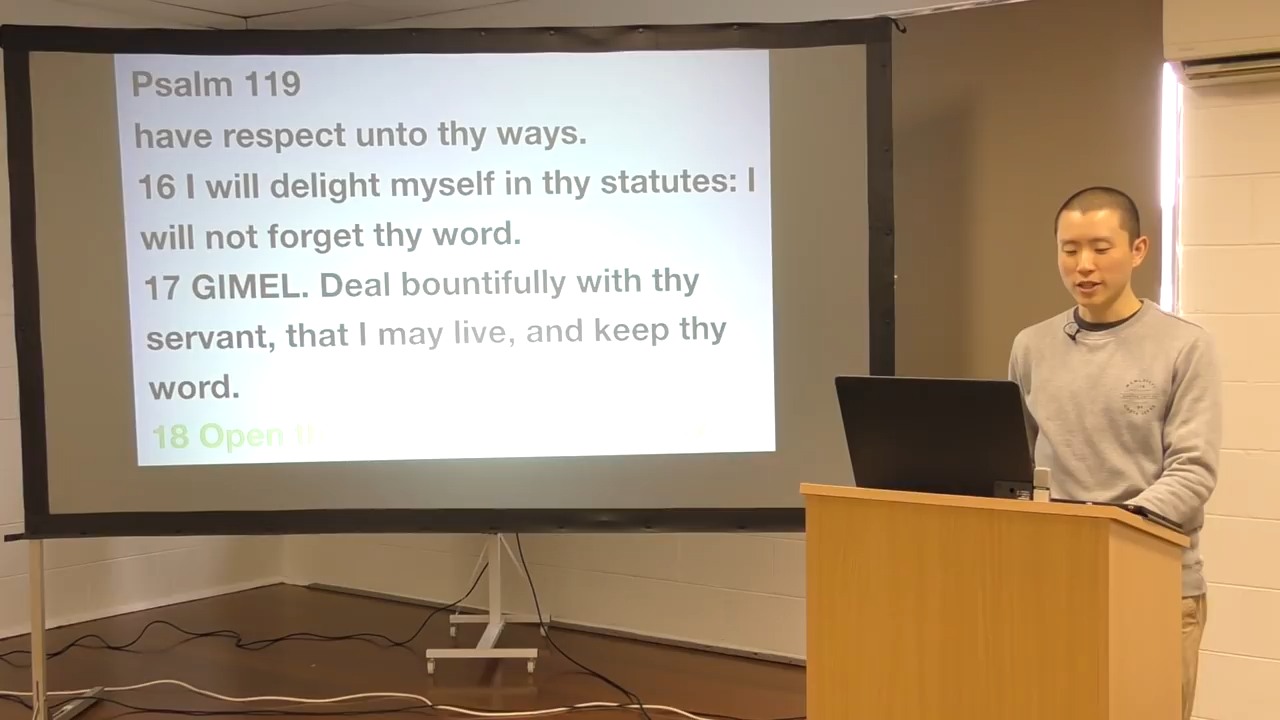 Psalm 119
have respect unto thy ways.
16 I will delight myself in thy statutes: I
will not forget thy word.
17 GIMEL. Deal bountifully with thy
servant, that I may live, and keep thy
word.
18 Open